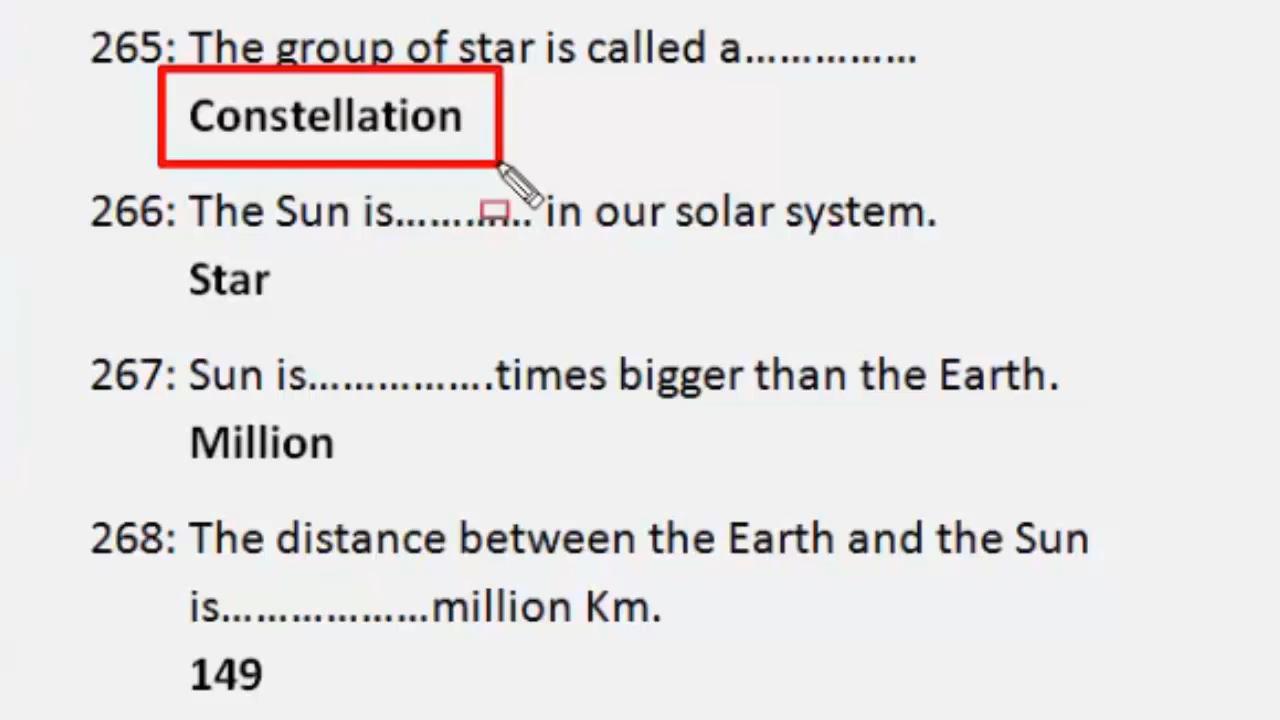 265: The group of star is called a……………
Constellation
266: The Sun is………... in our solar system.
Star
267: Sun is…………….times bigger than the Earth.
Million
268: The distance between the Earth and the Sun
is………………million Km.
149